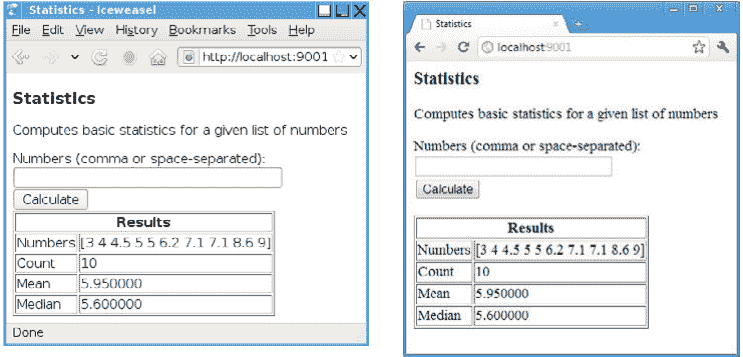 Statistics - Iceweasel
File Edit View History Bookmarks Tools Help
http://localhost:9001
Statistics
Computes basic statistics for a given list of numbers
Numbers (comma or space-separated):
Calculate
Results
Numbers [3 4 4.5 5 5 6.2 7.1 7.1 8.6 9]
Count 10
Mean 5.950000
Median 5.600000
Done
Statistics
localhost:9001
Statistics
Computes basic statistics for a given list of numbers
Numbers (comma or space-separated):
Calculate
Results
Numbers [3 4 4.5 5 5 6.2 7.1 7.1 8.6 9]
Count 10
Mean 5.950000
Median 5.600000